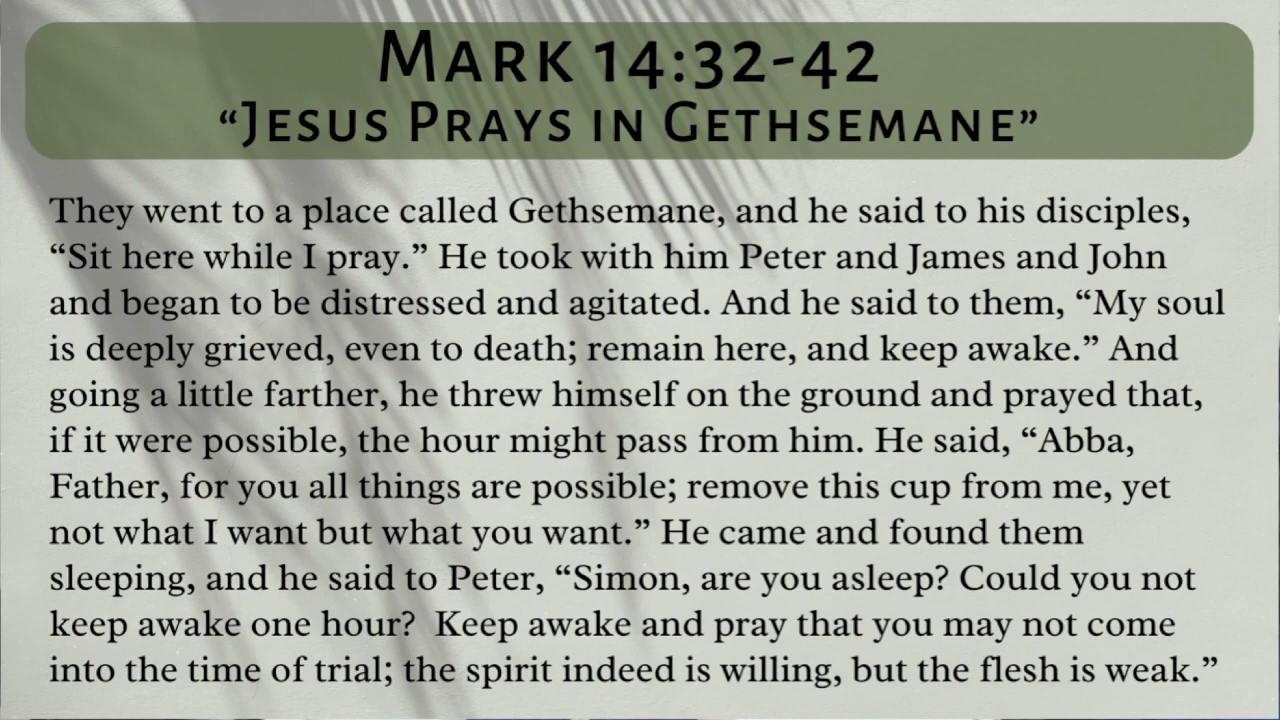 Mark 14:32-42
“Jesus Prays in Gethsemane”
They went to a place called Gethsemane, and he said to his disciples,
“Sit here while I pray.” He took with him Peter and James and John
and began to be distressed and agitated. And he said to them, “My soul
is deeply grieved, even to death; remain here, and keep awake.” And
going a little farther, he threw himself on the ground and prayed that,
if it were possible, the hour might pass from him. He said, “Abba,
Father, for you all things are possible; remove this cup from me, yet
not what I want but what you want.” He came and found them
sleeping, and he said to Peter, “Simon, are you asleep? Could you not
keep awake one hour?  Keep awake and pray that you may not come
into the time of trial; the spirit indeed is willing, but the flesh is weak.”